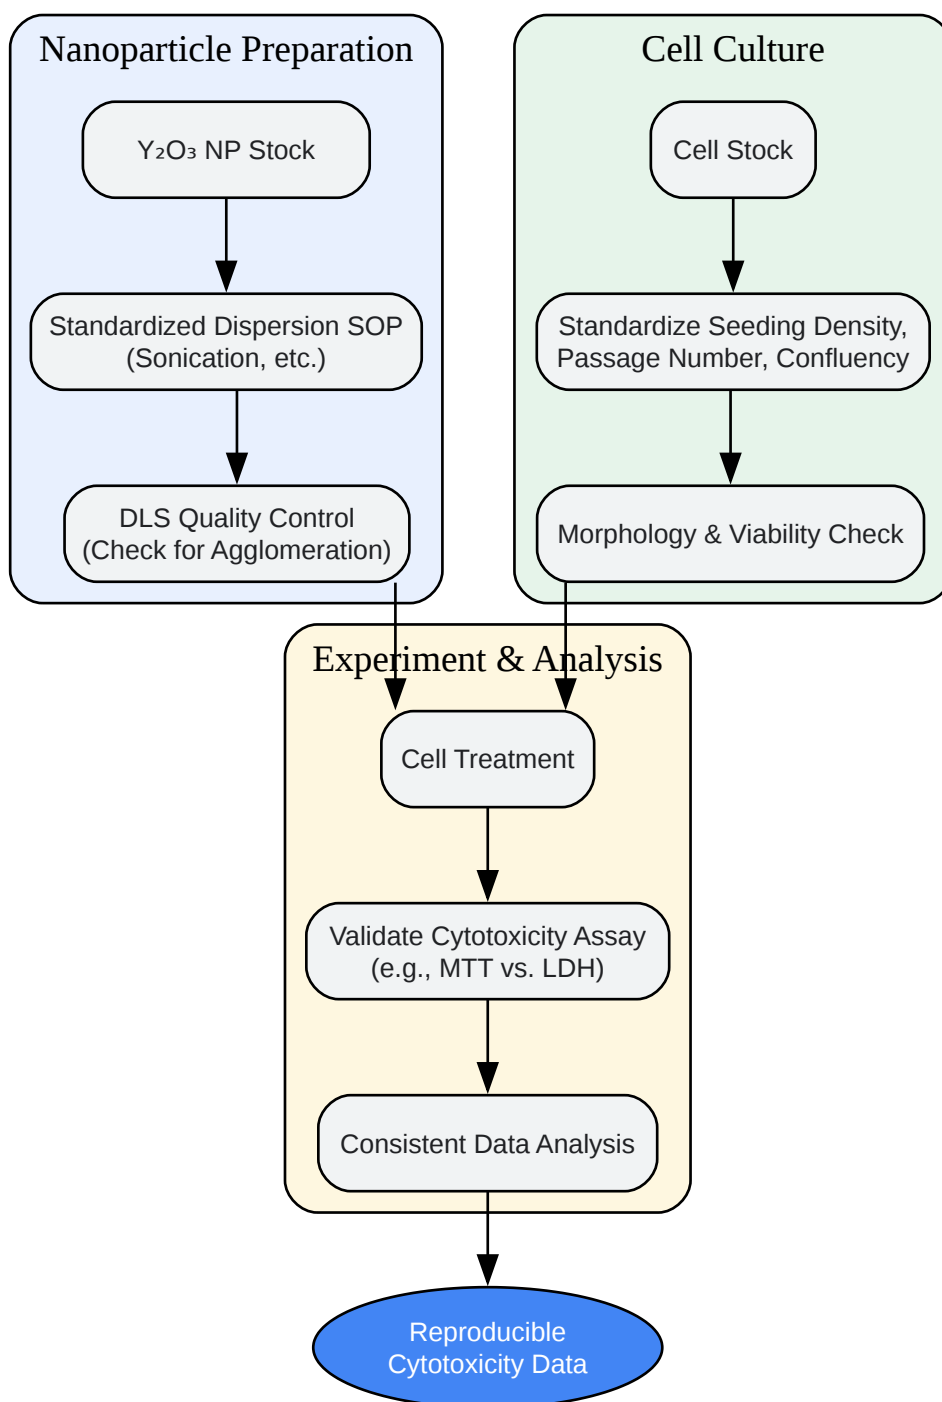 Nanoparticle Preparation
Y₂O₃ NP Stock
Standardized Dispersion SOP
(Sonication, etc.)
DLS Quality Control
(Check for Agglomeration)
Cell Culture
Cell Stock
Standardize Seeding Density,
Passage Number, Confluency
Morphology & Viability Check
Experiment & Analysis
Cell Treatment
Validate Cytotoxicity Assay
(e.g., MTT vs. LDH)
Consistent Data Analysis
Reproducible
Cytotoxicity Data